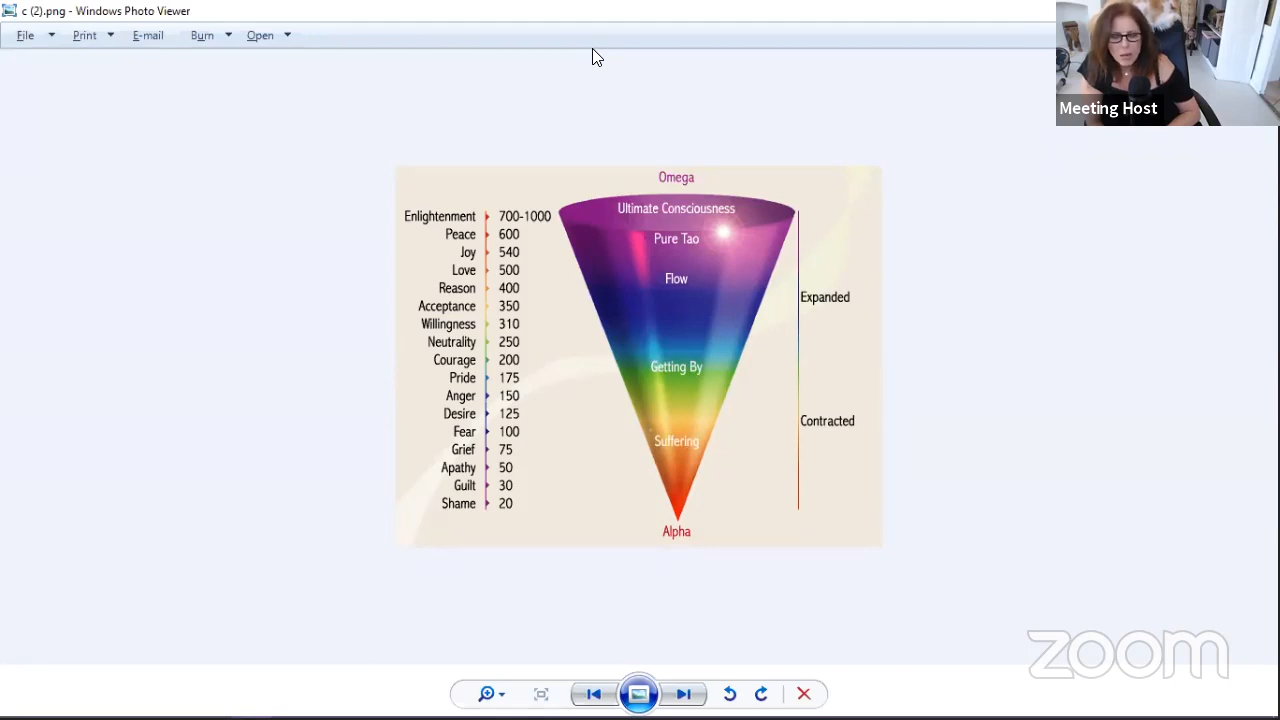 c (2).png - Windows Photo Viewer
File Print E-mail Burn Open
Meeting Host
Omega
Ultimate Consciousness
Pure Tao
Flow
Getting By
Suffering
Alpha
Enlightenment 700-1000
Peace 600
Joy 540
Love 500
Reason 400
Acceptance 350
Willingness 310
Neutrality 250
Courage 200
Pride 175
Anger 150
Desire 125
Fear 100
Grief 75
Apathy 50
Guilt 30
Shame 20
Expanded
Contracted
zoom